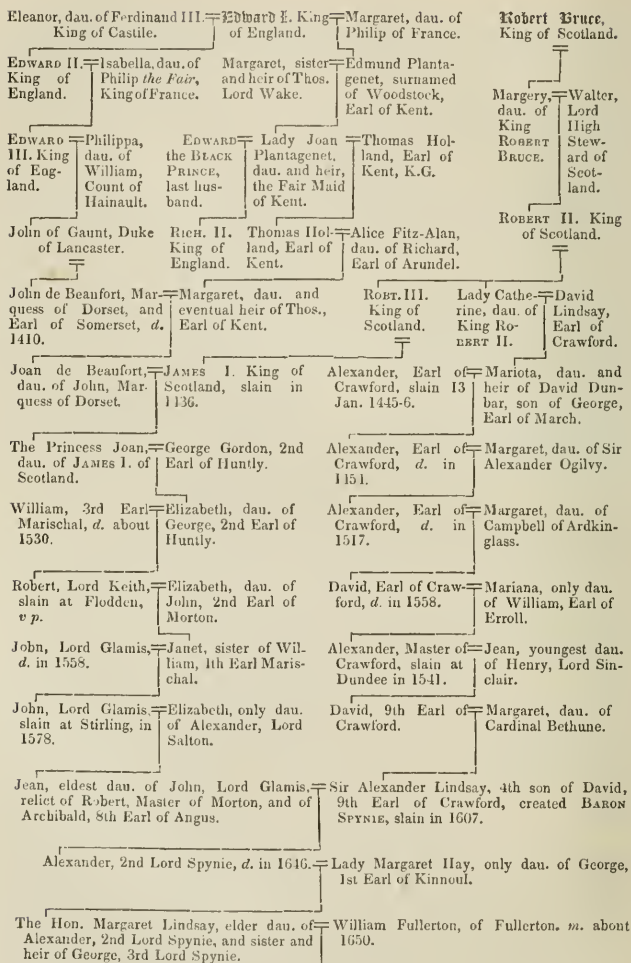 Eleanor, dau. of Ferdinand III. King of Castile.
Edward I. King of England.
Margaret, dau. of Philip of France.
Robert Bruce, King of Scotland.
EDWARD II. King of England.
Isabella, dau. of Philip the Fair, King of France.
Margaret, sister and heir of Thos. Lord Wake.
Edmund Plantagenet, surnamed of Woodstock, Earl of Kent.
Margery, dau. of King ROBERT BRUCE.
Walter, Lord High Steward of Scotland.
EDWARD III. King of England.
Philippa, dau. of William, Count of Hainault.
EDWARD the BLACK PRINCE, last husband.
Lady Joan Plantagenet, dau. and heir, the Fair Maid of Kent.
Thomas Holland, Earl of Kent, K.G.
ROBERT II. King of Scotland.
John of Gaunt, Duke of Lancaster.
RICH. II. King of England.
Thomas Holland, Earl of Kent.
Alice Fitz-Alan, dau. of Richard, Earl of Arundel.
John de Beaufort, Marquess of Dorset, and Earl of Somerset, d. 1410.
Margaret, dau. and eventual heir of Thos., Earl of Kent.
ROBT. III. King of Scotland.
Lady Catherine, dau. of King ROBERT II.
David Lindsay, Earl of Crawford.
Joan de Beaufort, dau. of John, Marquess of Dorset.
JAMES I. King of Scotland, slain in 1436.
Alexander, Earl of Crawford, slain 13 Jan. 1445-6.
Mariota, dau. and heir of David Dunbar, son of George, Earl of March.
The Princess Joan, dau. of JAMES I. of Scotland.
George Gordon, 2nd Earl of Huntly.
Alexander, Earl of Crawford, d. in 1454.
Margaret, dau. of Sir Alexander Ogilvy.
William, 3rd Earl Marischal, d. about 1530.
Elizabeth, dau. of George, 2nd Earl of Huntly.
Alexander, Earl of Crawford, d. in 1517.
Margaret, dau. of Campbell of Ardkinglass.
Robert, Lord Keith, slain at Flodden, v p.
Elizabeth, dau. of John, 2nd Earl of Morton.
David, Earl of Crawford, d. in 1558.
Mariana, only dau. of William, Earl of Erroll.
John, Lord Glamis, d. in 1558.
Janet, sister of William, 4th Earl Marischal.
Alexander, Master of Crawford, slain at Dundee in 1541.
Jean, youngest dau. of Henry, Lord Sinclair.
John, Lord Glamis, slain at Stirling, in 1578.
Elizabeth, only dau. of Alexander, Lord Salton.
David, 9th Earl of Crawford.
Margaret, dau. of Cardinal Bethune.
Jean, eldest dau. of John, Lord Glamis, relict of Robert, Master of Morton, and of Archibald, 8th Earl of Angus.
Sir Alexander Lindsay, 4th son of David, 9th Earl of Crawford, created BARON SPYNIE, slain in 1607.
Alexander, 2nd Lord Spynie, d. in 1646.
Lady Margaret Hay, only dau. of George, 1st Earl of Kinnoul.
The Hon. Margaret Lindsay, elder dau. of Alexander, 2nd Lord Spynie, and sister and heir of George, 3rd Lord Spynie.
William Fullerton, of Fullerton. m. about 1650.